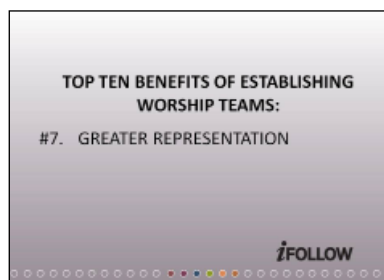 TOP TEN BENEFITS OF ESTABLISHING
WORSHIP TEAMS:
#7. GREATER REPRESENTATION
iFOLLOW